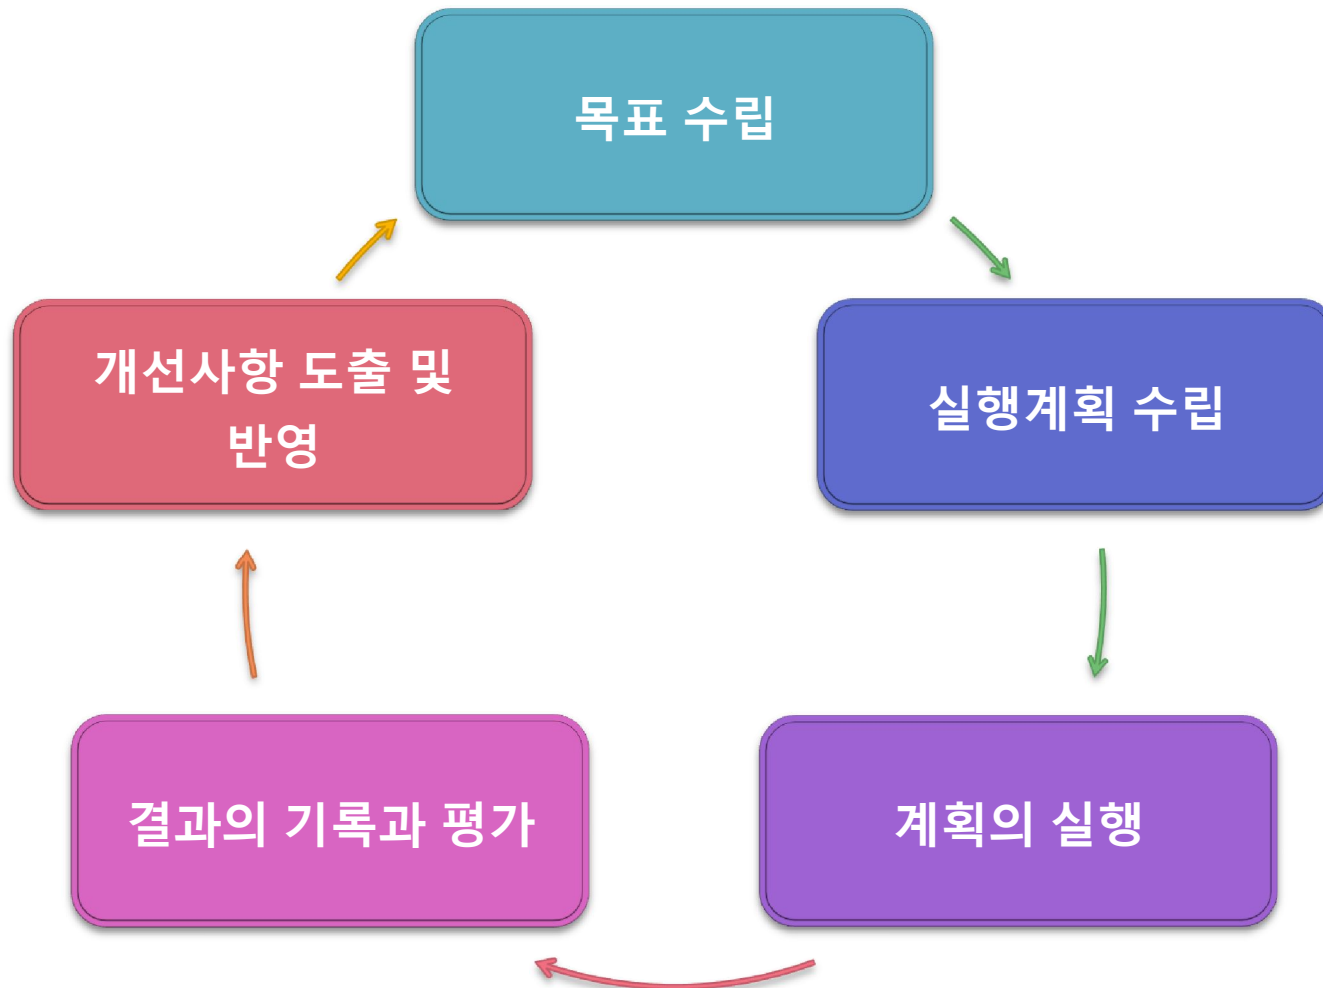 목표 수립
실행계획 수립
계획의 실행
결과의 기록과 평가
개선사항 도출 및
반영